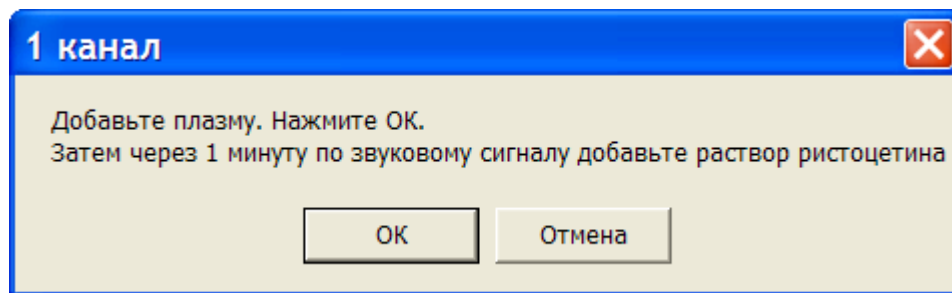 1 канал
Добавьте плазму. Нажмите ОК.
Затем через 1 минуту по звуковому сигналу добавьте раствор ристоцетина
ОК
Отмена